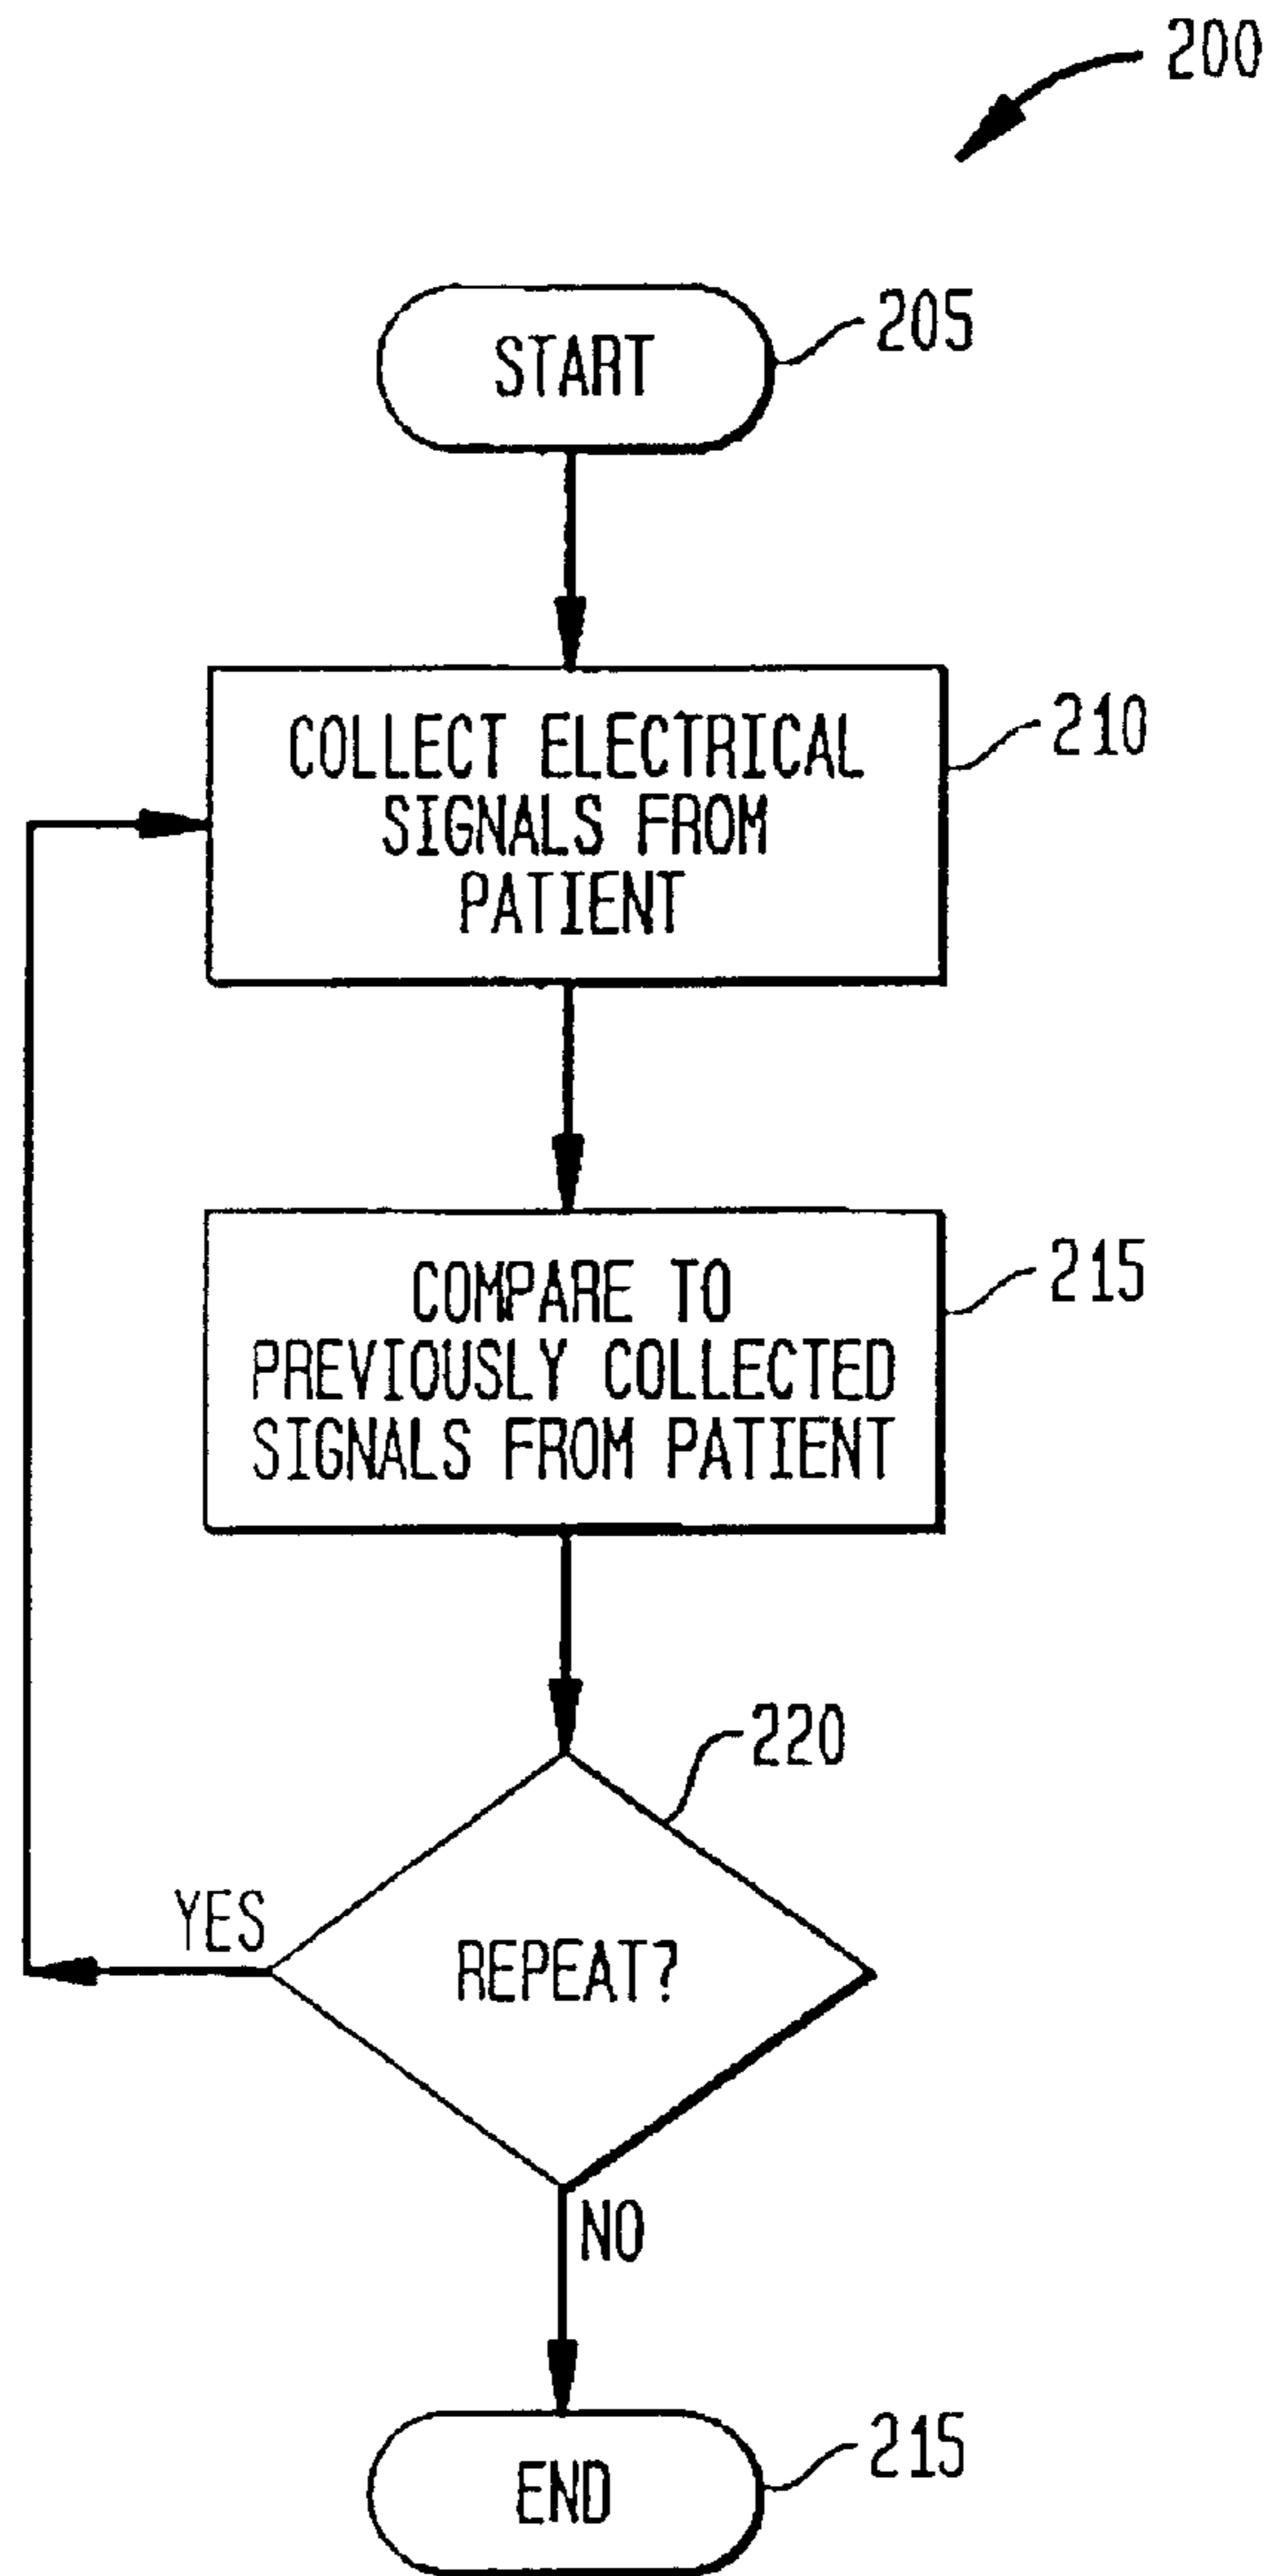 200
START
205
COLLECT ELECTRICAL
SIGNALS FROM
PATIENT
210
COMPARE TO
PREVIOUSLY COLLECTED
SIGNALS FROM PATIENT
215
220
YES
REPEAT?
NO
END
215